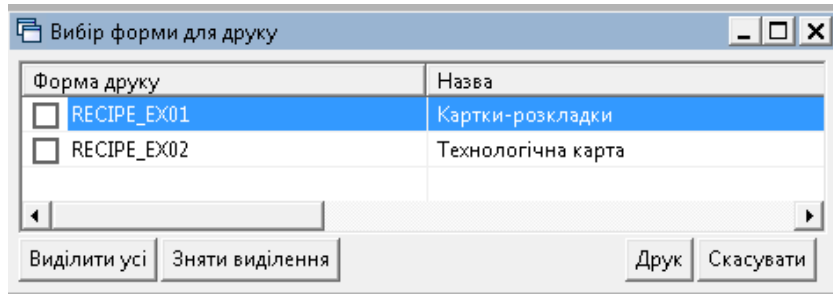 Вибір форми для друку
Форма друку Назва
RECIPE_EX01 Картки-розкладки
RECIPE_EX02 Технологічна карта
Виділити усі Зняти виділення Друк Скасувати